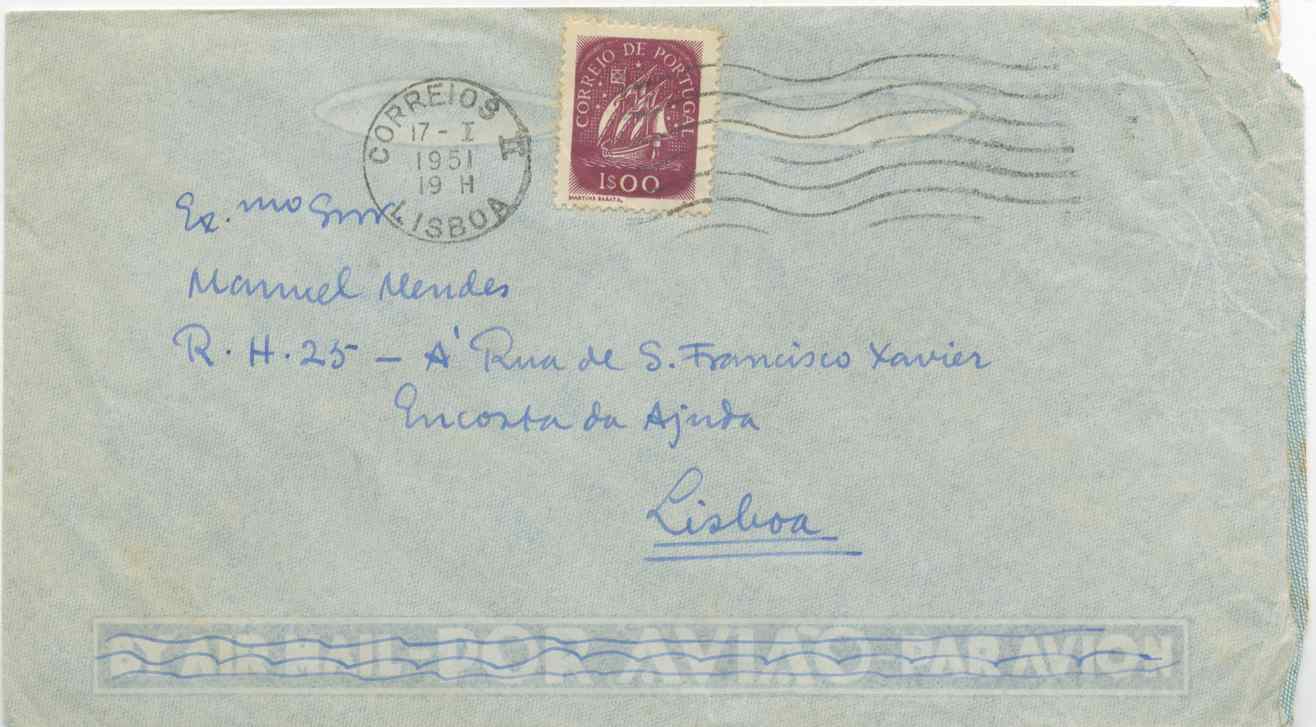 CORREIO DE PORTUGAL
1$00
MARTINS BARATA.
CORREIOS
17-I
1951
19 H
LISBOA
II
Ex.mo Snr
Manuel Mendes
R. H. 25 - À Rua de S. Francisco Xavier
Encosta da Ajuda
Lisboa
BY AIR MAIL POR AVIÃO PAR AVION